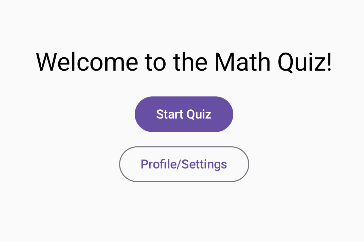 Welcome to the Math Quiz!
Start Quiz
Profile/Settings